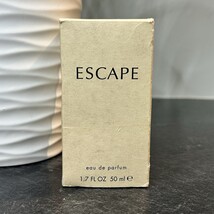 ESCAPE
eau de parfum
1.7 FL OZ 50 ml ℮